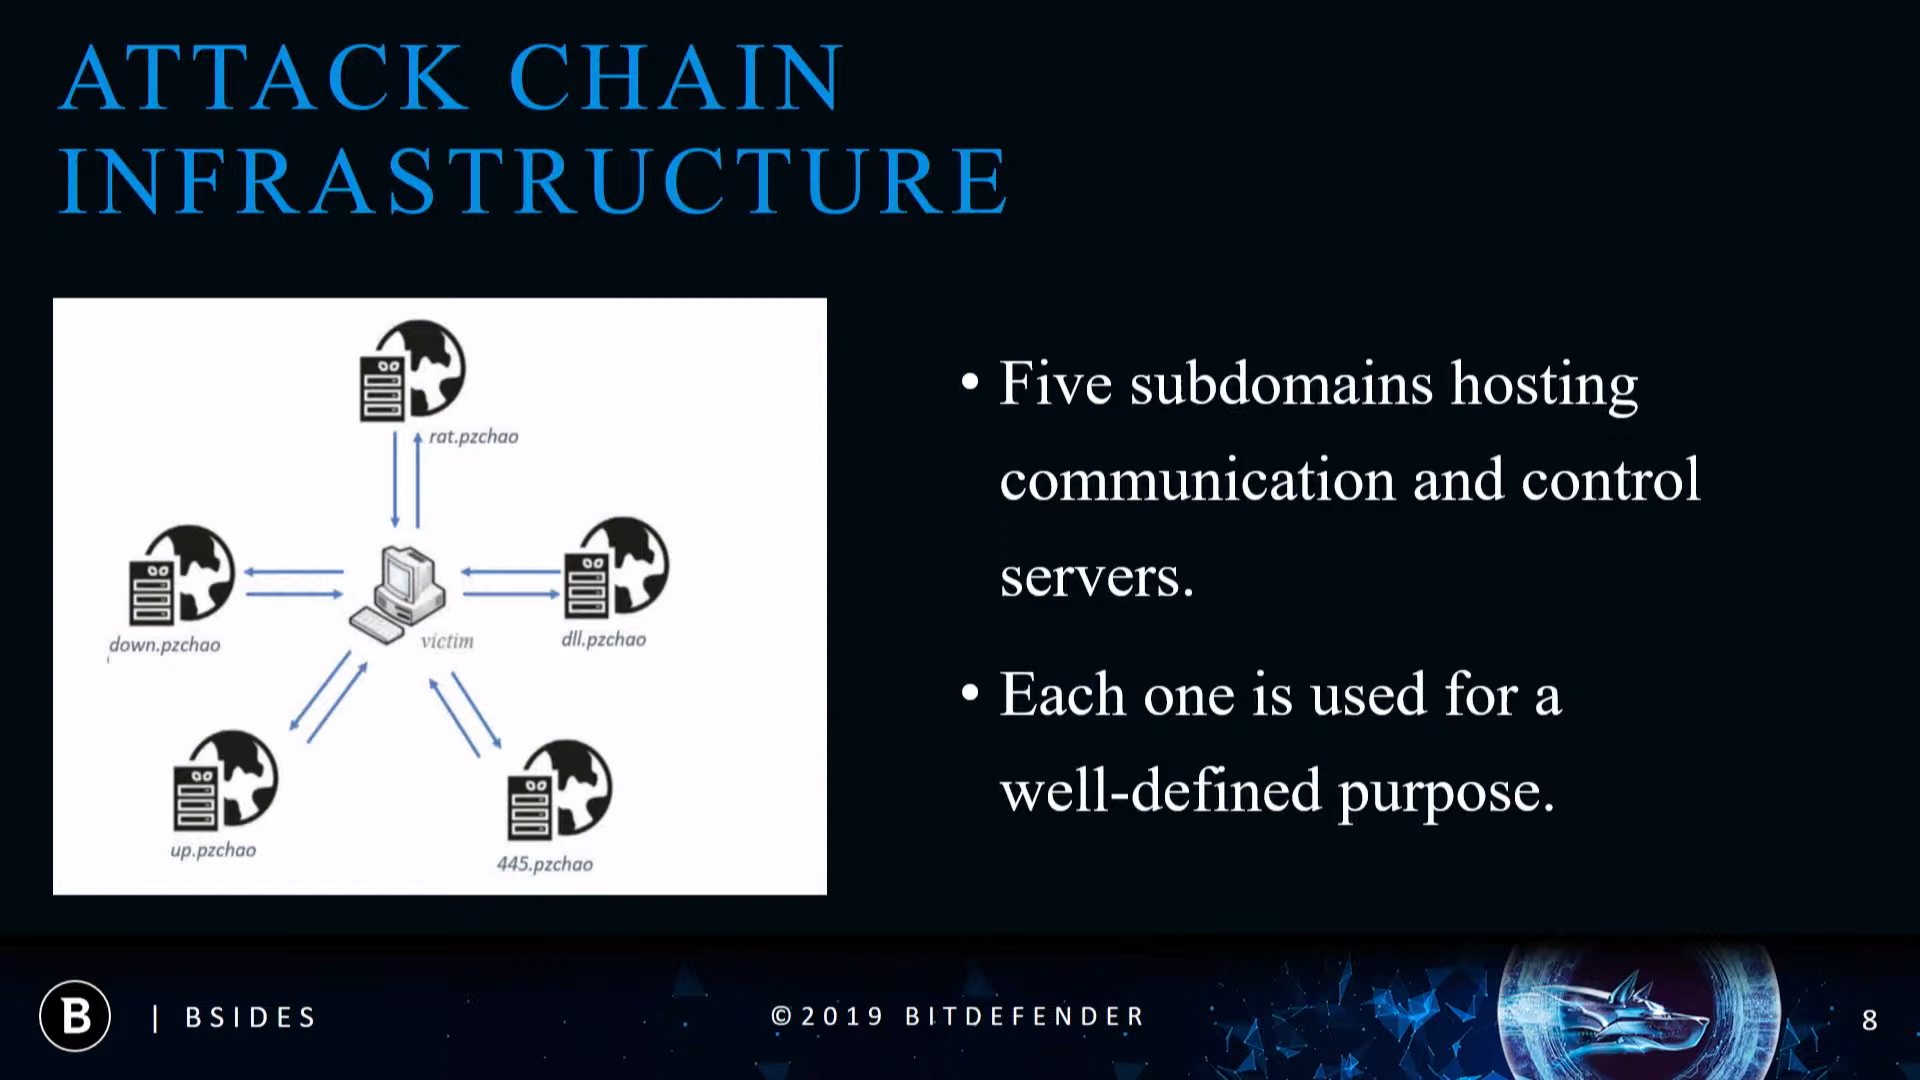 ATTACK CHAIN
INFRASTRUCTURE
rat.pzchao
down.pzchao
victim
dll.pzchao
up.pzchao
445.pzchao
• Five subdomains hosting
communication and control
servers.
• Each one is used for a
well-defined purpose.
B | BSIDES
©2019 BITDEFENDER
8